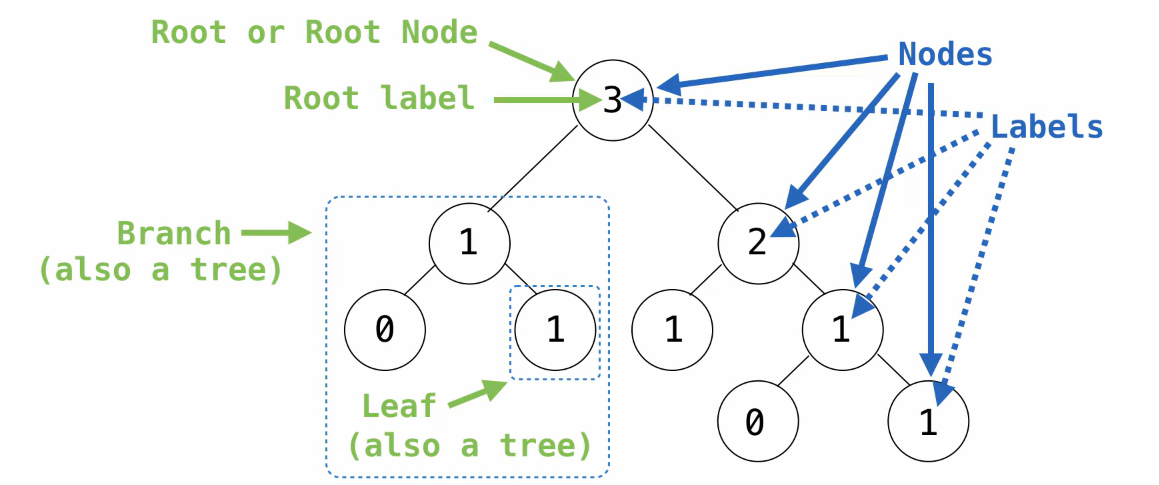 Root or Root Node
Nodes
Root label
3
Labels
Branch
(also a tree)
1
2
0
1
1
1
Leaf
(also a tree)
0
1